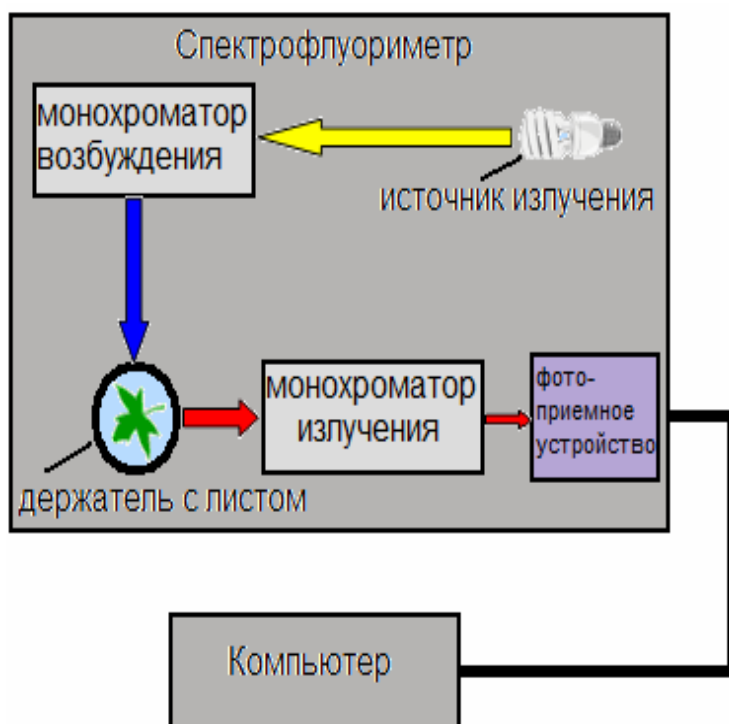 Спектрофлуориметр
монохроматор
возбуждения
источник излучения
монохроматор
излучения
фото-
приемное
устройство
держатель с листом
Компьютер